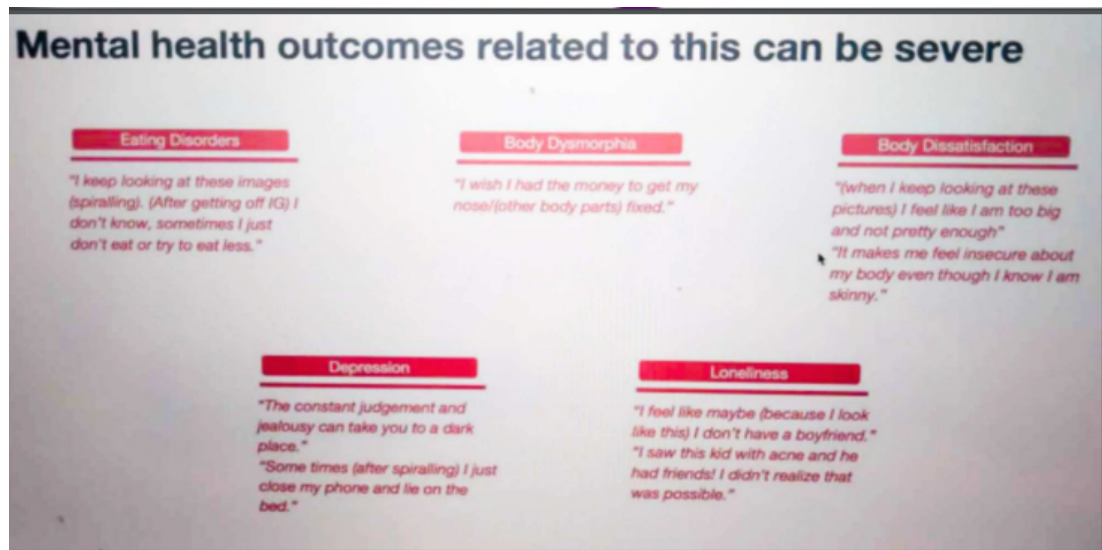 Mental health outcomes related to this can be severe
Eating Disorders
"I keep looking at these images
(spiralling). (After getting off IG) I
don't know, sometimes I just
don't eat or try to eat less."
Body Dysmorphia
"I wish I had the money to get my
nose/(other body parts) fixed."
Body Dissatisfaction
"(when I keep looking at these
pictures) I feel like I am too big
and not pretty enough"
"It makes me feel insecure about
my body even though I know I am
skinny."
Depression
"The constant judgement and
jealousy can take you to a dark
place."
"Some times (after spiralling) I just
close my phone and lie on the
bed."
Loneliness
"I feel like maybe (because I look
like this) I don't have a boyfriend."
"I saw this kid with acne and he
had friends! I didn't realize that
was possible."